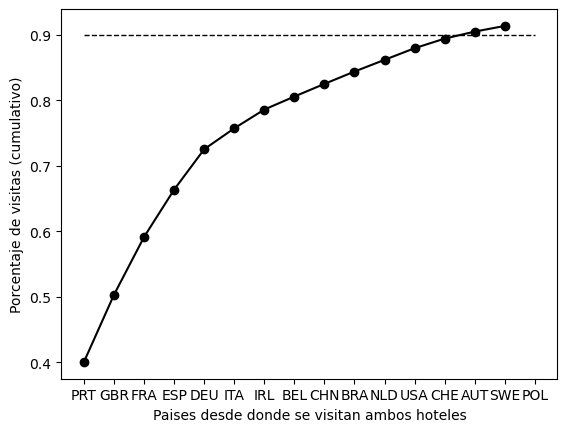 Porcentaje de visitas (cumulativo)
0.9
0.8
0.7
0.6
0.5
0.4
PRT GBR FRA ESP DEU ITA IRL BEL CHN BRA NLD USA CHE AUT SWE POL
Paises desde donde se visitan ambos hoteles